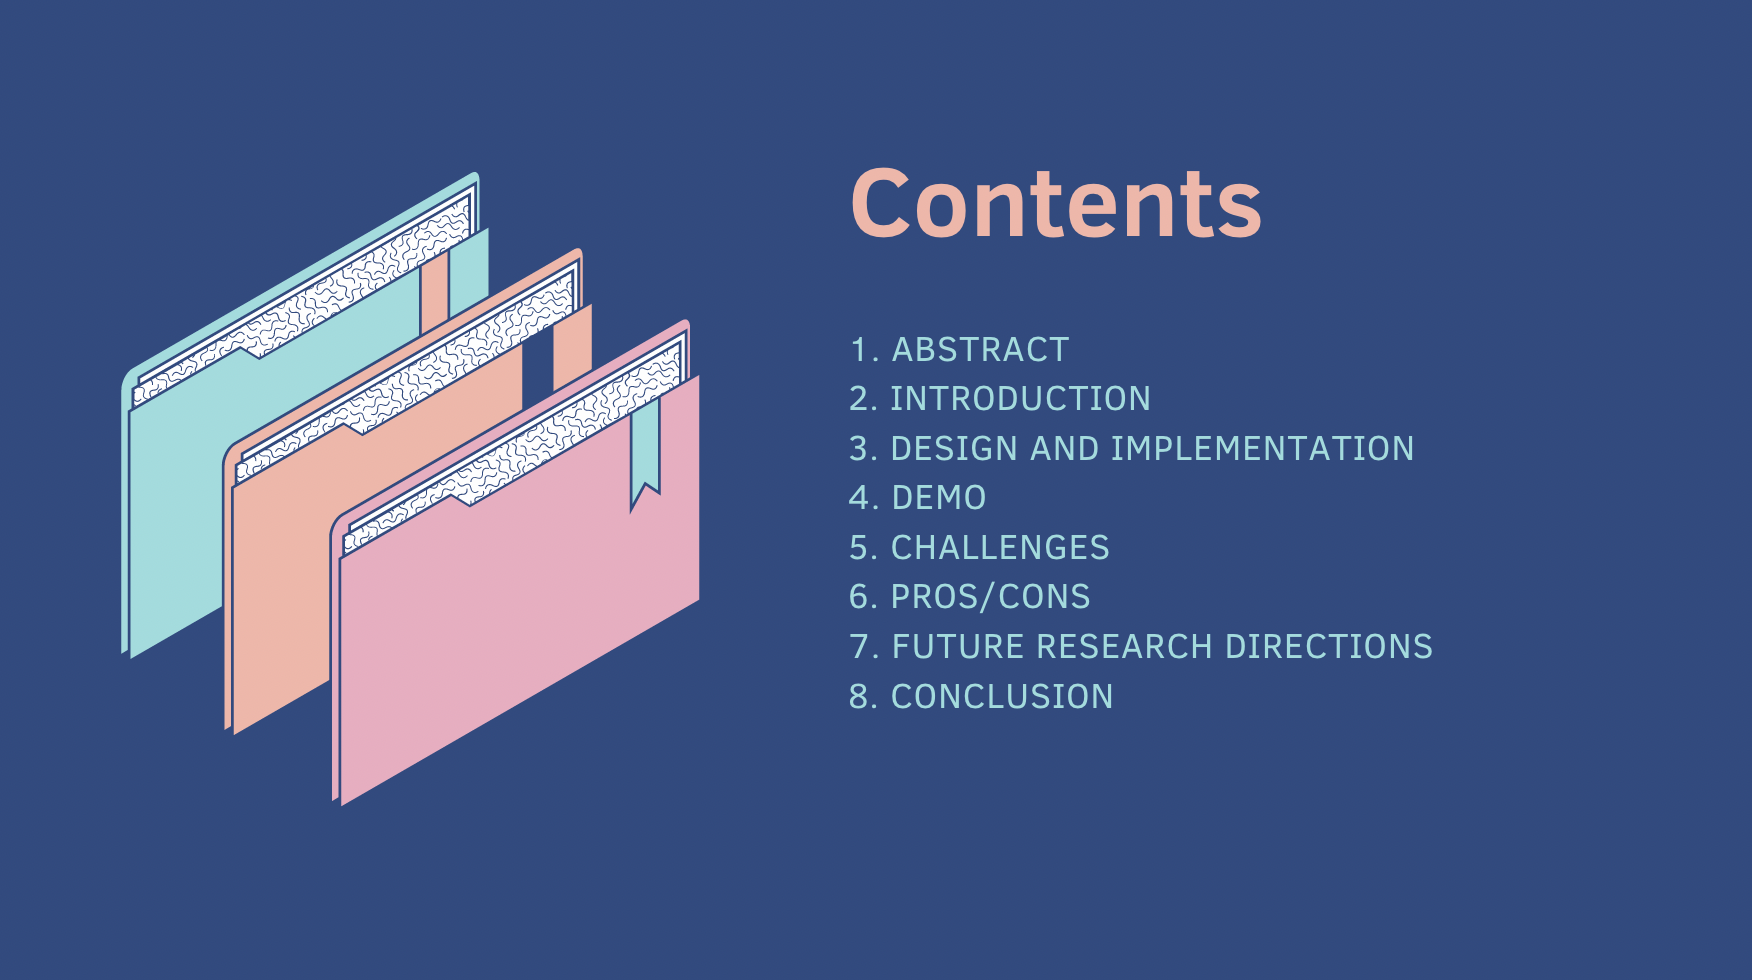 Contents
1. ABSTRACT
2. INTRODUCTION
3. DESIGN AND IMPLEMENTATION
4. DEMO
5. CHALLENGES
6. PROS/CONS
7. FUTURE RESEARCH DIRECTIONS
8. CONCLUSION